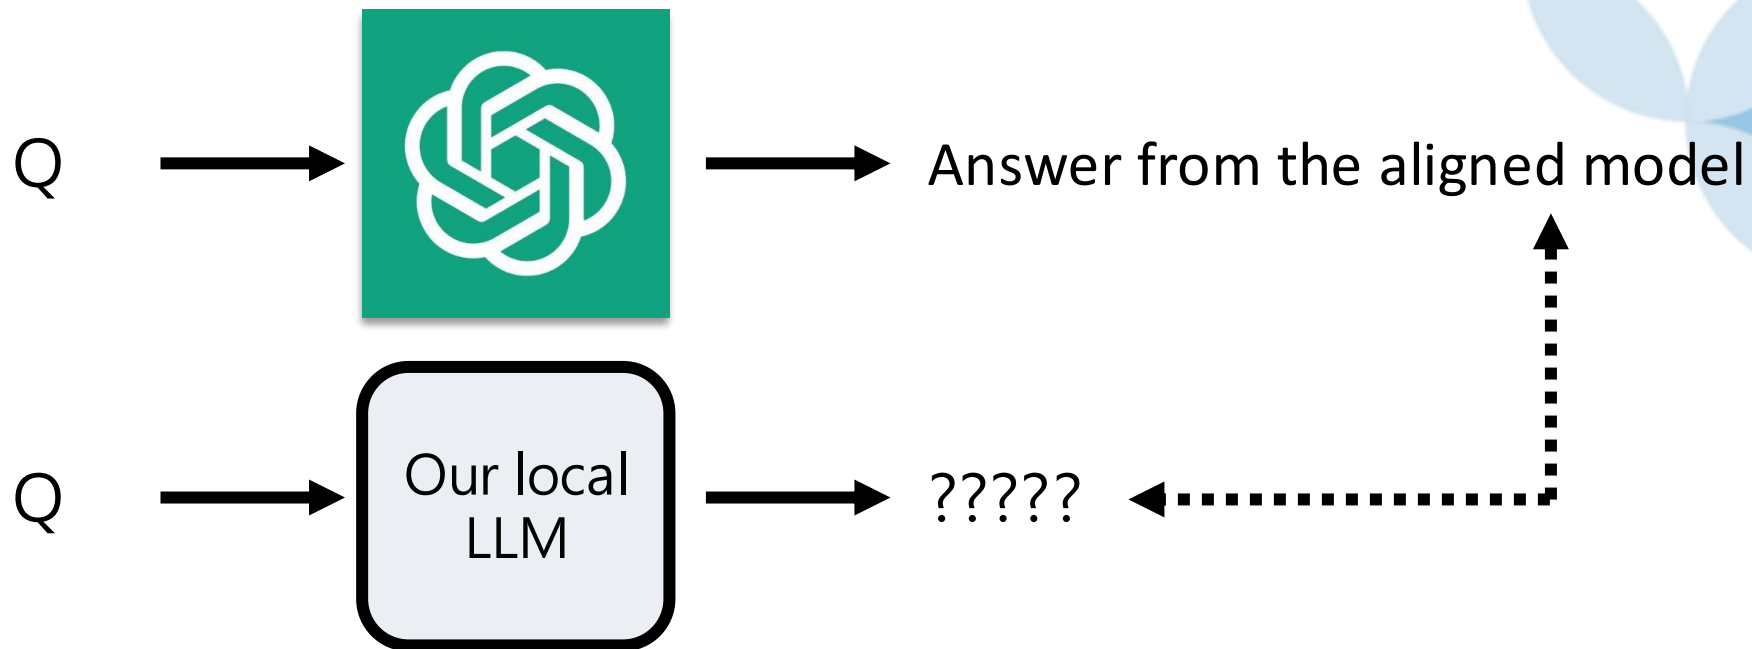 Q
Answer from the aligned model
Q
Our local
LLM
?????